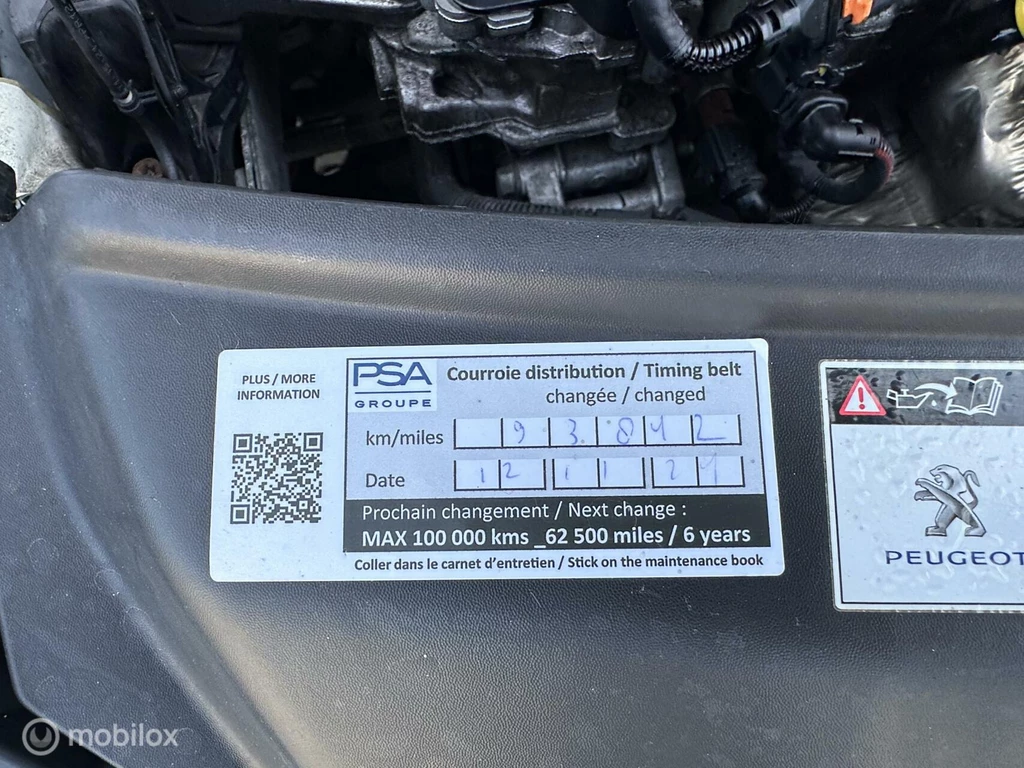 PLUS / MORE
INFORMATION
PSA
GROUPE
Courroie distribution / Timing belt
changée / changed
km/miles 93842
Date 12 11 24
Prochain changement / Next change :
MAX 100 000 kms _62 500 miles / 6 years
Coller dans le carnet d'entretien / Stick on the maintenance book
PEUGEOT
mobilox